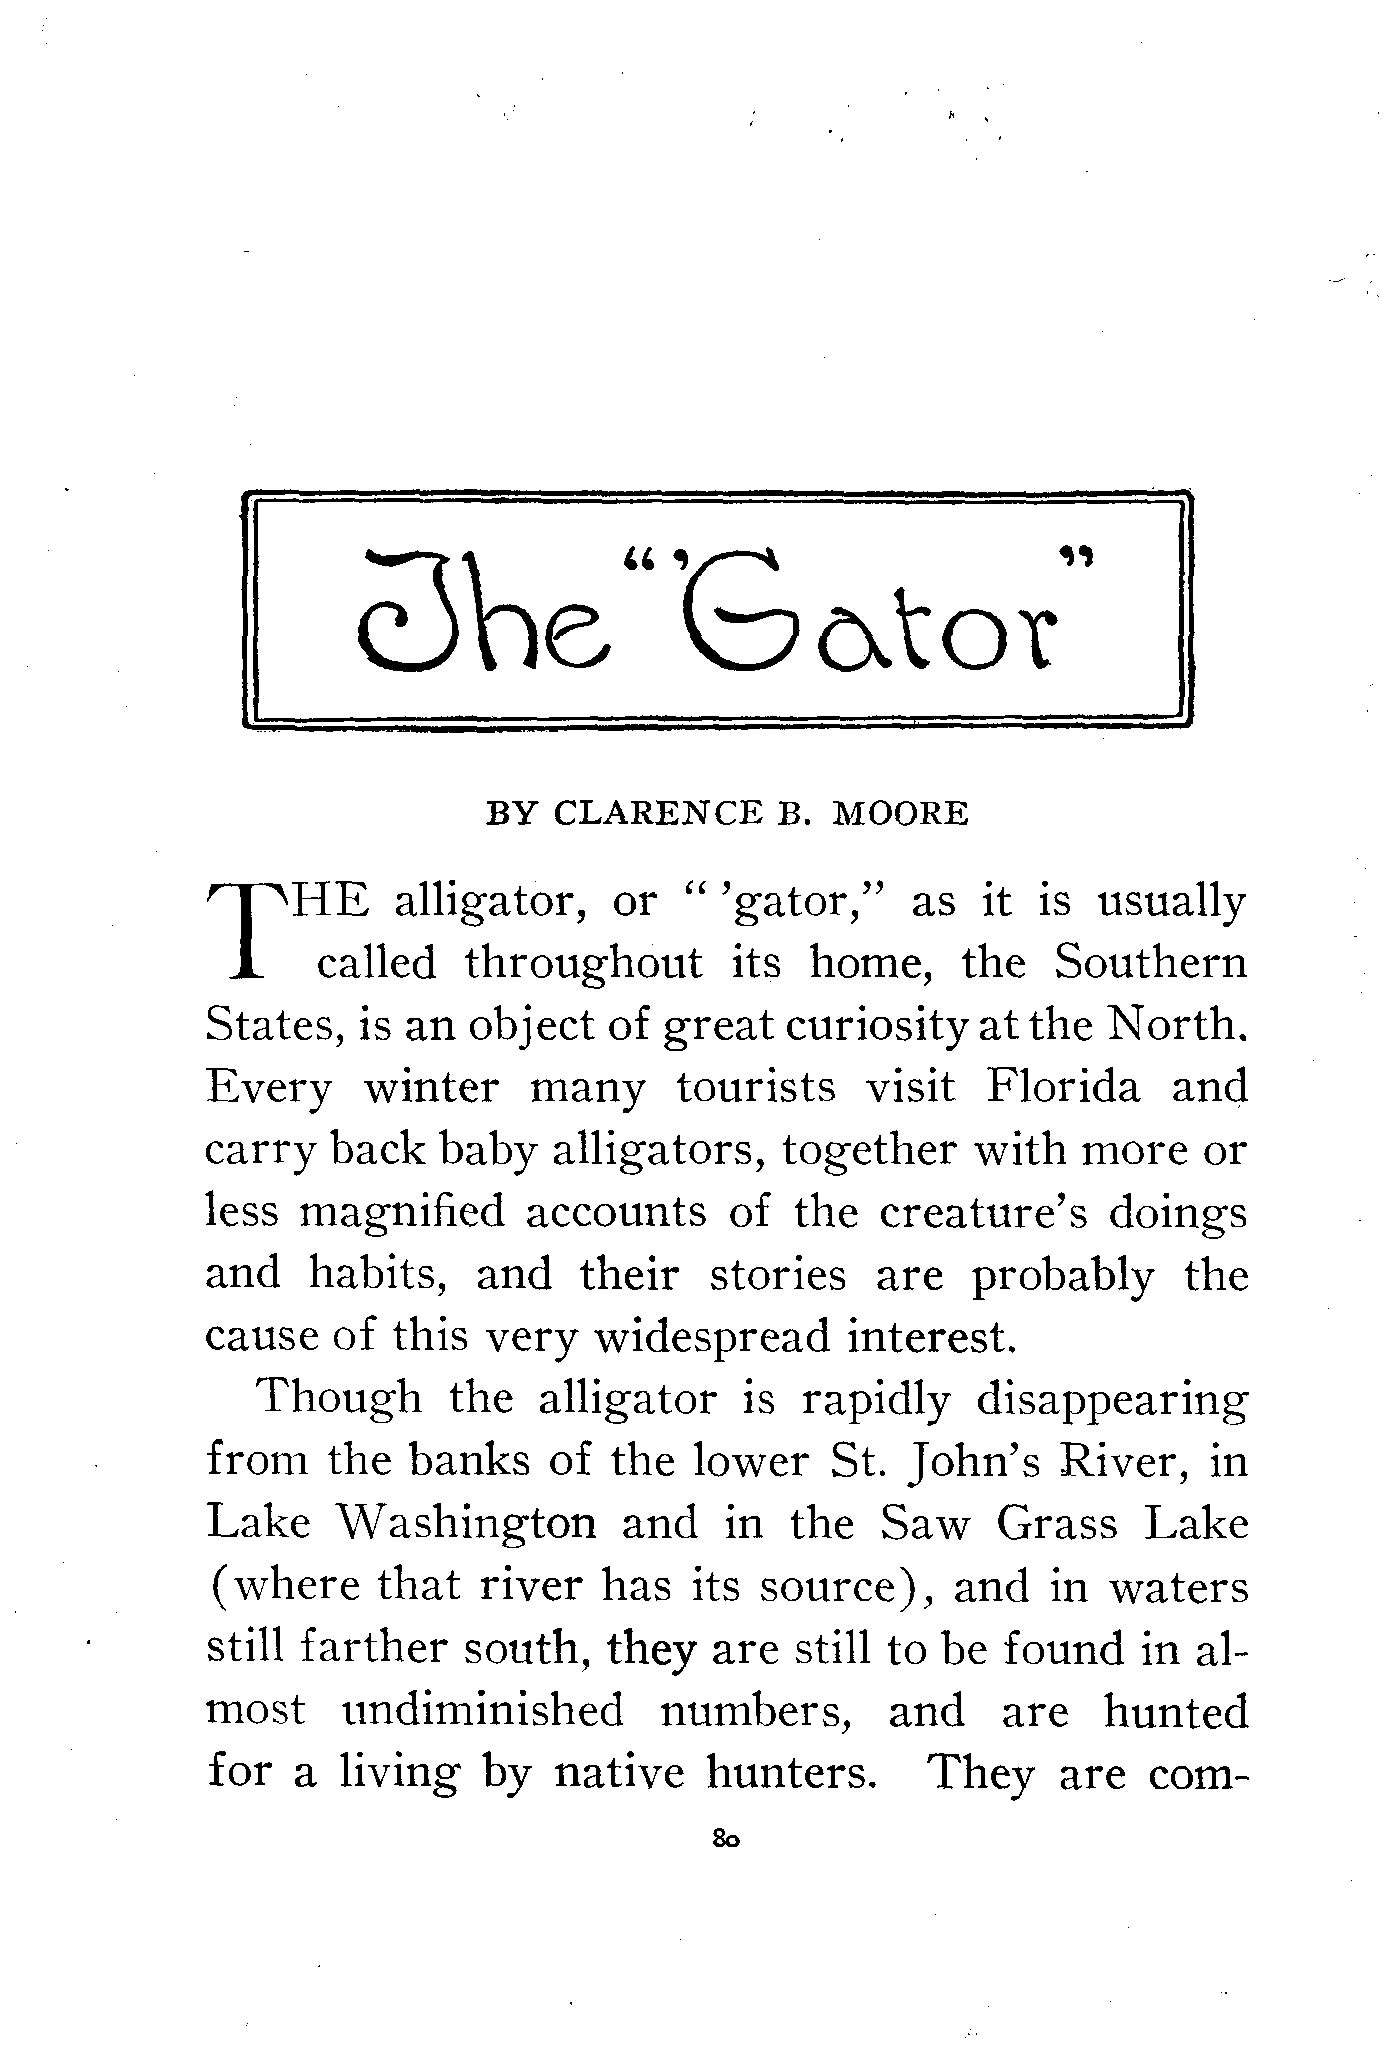 The "'Gator"
BY CLARENCE B. MOORE
THE alligator, or "'gator," as it is usually
called throughout its home, the Southern
States, is an object of great curiosity at the North.
Every winter many tourists visit Florida and
carry back baby alligators, together with more or
less magnified accounts of the creature's doings
and habits, and their stories are probably the
cause of this very widespread interest.
Though the alligator is rapidly disappearing
from the banks of the lower St. John's River, in
Lake Washington and in the Saw Grass Lake
(where that river has its source), and in waters
still farther south, they are still to be found in al-
most undiminished numbers, and are hunted
for a living by native hunters. They are com-
80